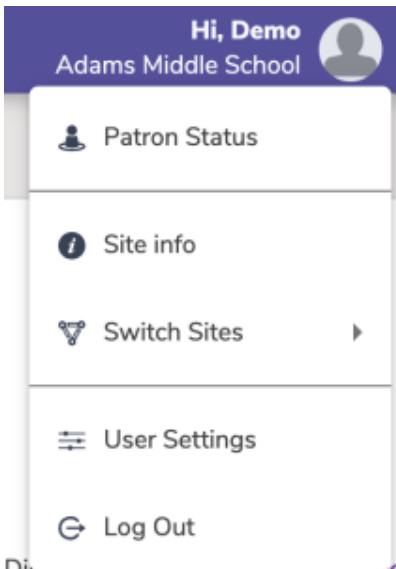 Hi, Demo
Adams Middle School
Patron Status
Site info
Switch Sites
User Settings
Log Out